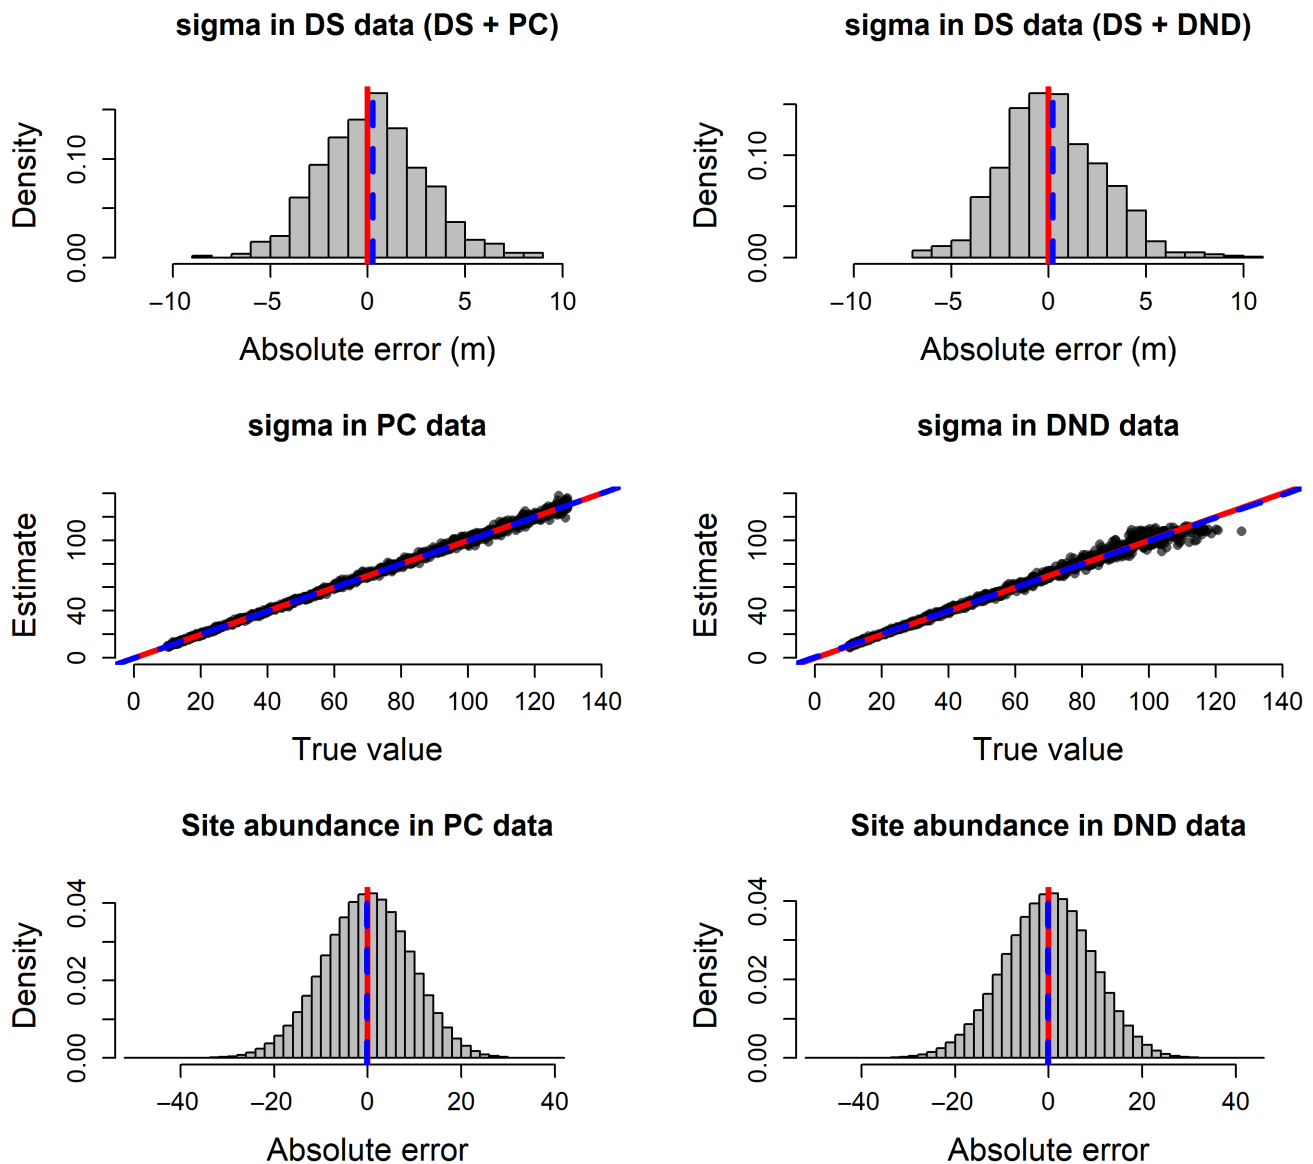 sigma in DS data (DS + PC)
Density
0.00 0.10
−10 −5 0 5 10
Absolute error (m)
sigma in DS data (DS + DND)
Density
0.00 0.10
−10 −5 0 5 10
Absolute error (m)
sigma in PC data
Estimate
0 40 100
0 20 40 60 80 100 120 140
True value
sigma in DND data
Estimate
0 40 100
0 20 40 60 80 100 120 140
True value
Site abundance in PC data
Density
0.00 0.02 0.04
−40 −20 0 20 40
Absolute error
Site abundance in DND data
Density
0.00 0.02 0.04
−40 −20 0 20 40
Absolute error